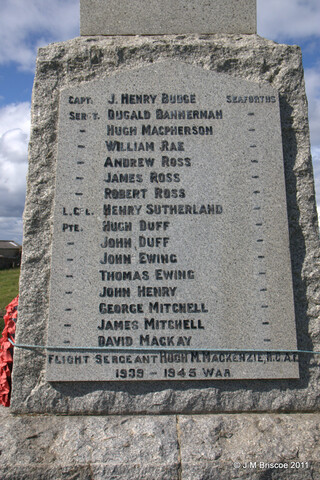 CAPT. J. HENRY BUDGE SEAFORTHS
SERGT. DUGALD BANNERMAN -
- HUGH MACPHERSON -
- WILLIAM RAE -
- ANDREW ROSS -
- JAMES ROSS -
- ROBERT ROSS -
L.CL. HENRY SUTHERLAND -
PTE. HUGH DUFF -
- JOHN DUFF -
- JOHN EWING -
- THOMAS EWING -
- JOHN HENRY -
- GEORGE MITCHELL -
- JAMES MITCHELL -
- DAVID MACKAY -
FLIGHT SERGEANT HUGH M. MACKENZIE, R.C.A.F.
1939 - 1945 WAR
© J M Briscoe 2011